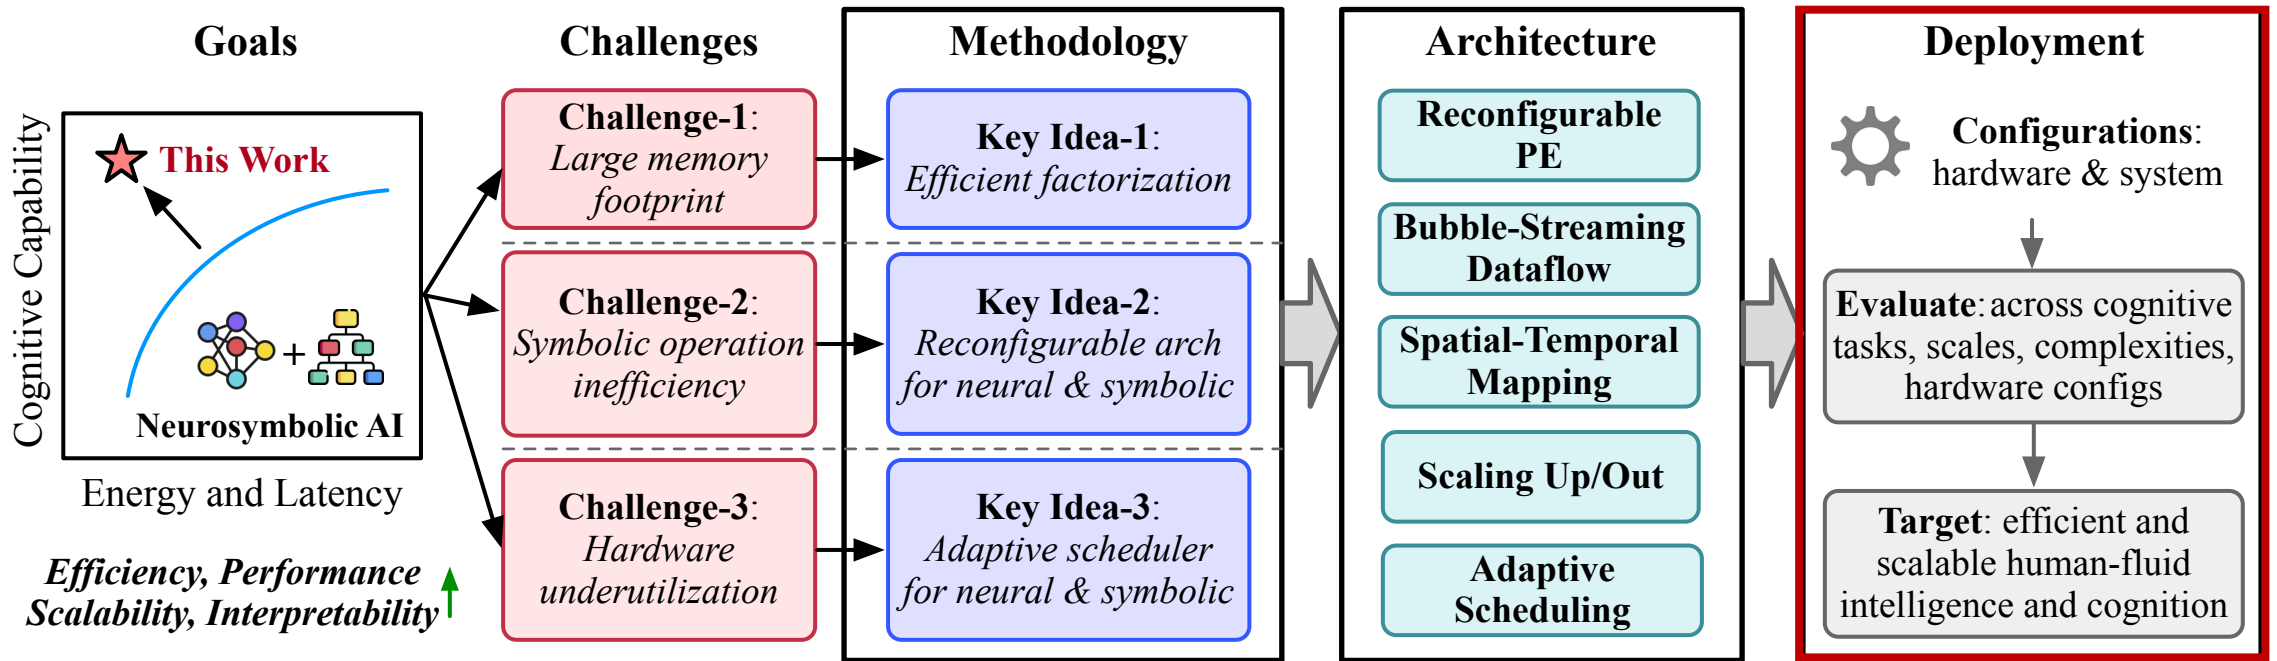 Goals
Cognitive Capability
This Work
Neurosymbolic AI
Energy and Latency
Efficiency, Performance
Scalability, Interpretability
Challenges
Challenge-1:
Large memory
footprint
Challenge-2:
Symbolic operation
inefficiency
Challenge-3:
Hardware
underutilization
Methodology
Key Idea-1:
Efficient factorization
Key Idea-2:
Reconfigurable arch
for neural & symbolic
Key Idea-3:
Adaptive scheduler
for neural & symbolic
Architecture
Reconfigurable
PE
Bubble-Streaming
Dataflow
Spatial-Temporal
Mapping
Scaling Up/Out
Adaptive
Scheduling
Deployment
Configurations:
hardware & system
Evaluate: across cognitive
tasks, scales, complexities,
hardware configs
Target: efficient and
scalable human-fluid
intelligence and cognition